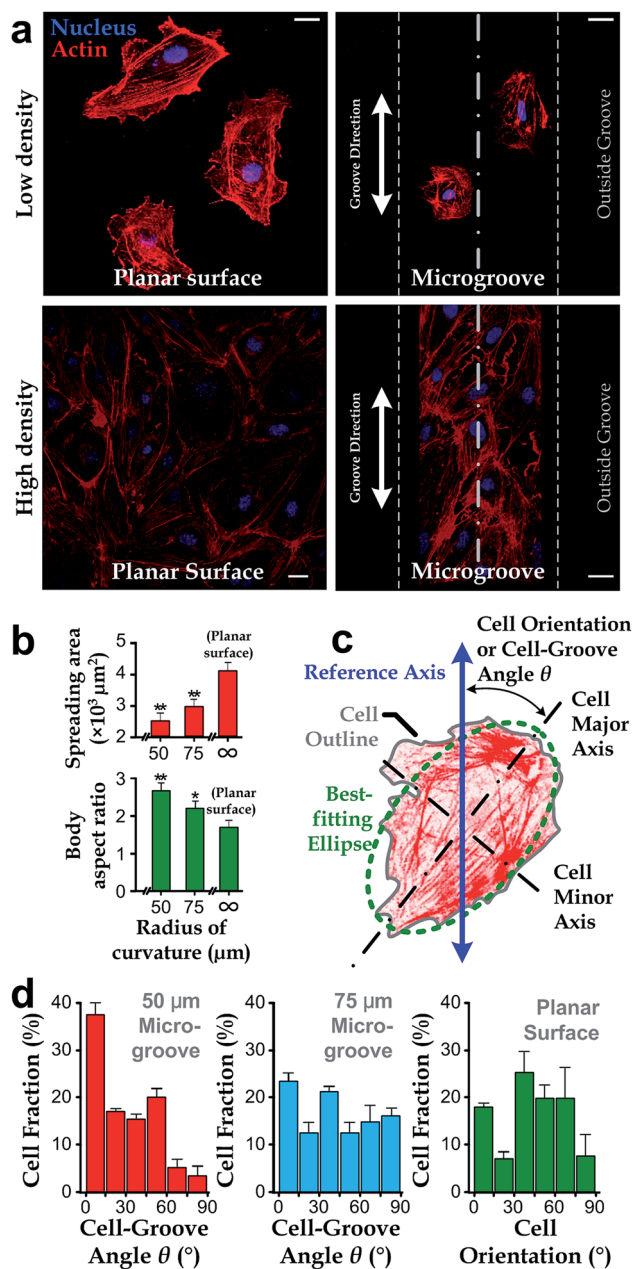 a
Nucleus
Actin
Low density
Planar surface
Groove DIrection
Outside Groove
Microgroove
High density
Planar Surface
Groove DIrection
Outside Groove
Microgroove
b
Spreading area
(×10³ μm²)
5
4
3
2
**
**
(Planar
surface)
50
75
∞
Body
aspect ratio
3
2
1
0
**
*
(Planar
surface)
50
75
∞
Radius of
curvature (μm)
c
Cell Orientation
or Cell-Groove
Angle θ
Reference Axis
Cell
Outline
Cell
Major
Axis
Best-
fitting
Ellipse
Cell
Minor
Axis
d
Cell Fraction (%)
40
30
20
10
0
50 μm
Micro-
groove
0 30 60 90
Cell-Groove
Angle θ (°)
Cell Fraction (%)
40
30
20
10
0
75 μm
Micro-
groove
0 30 60 90
Cell-Groove
Angle θ (°)
Cell Fraction (%)
40
30
20
10
0
Planar
Surface
0 30 60 90
Cell
Orientation (°)